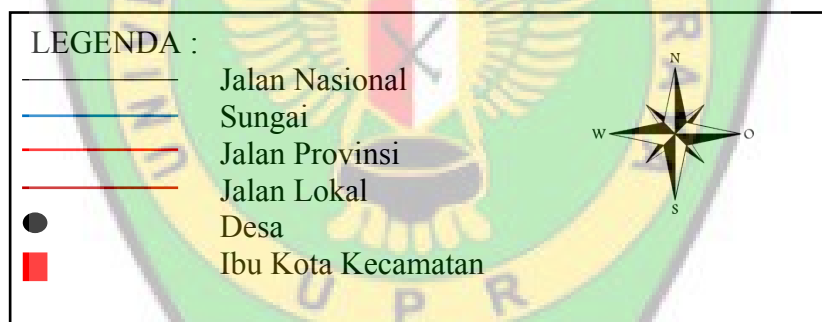 LEGENDA :
Jalan Nasional
Sungai
Jalan Provinsi
Jalan Lokal
Desa
Ibu Kota Kecamatan
N
W O
S
U P R